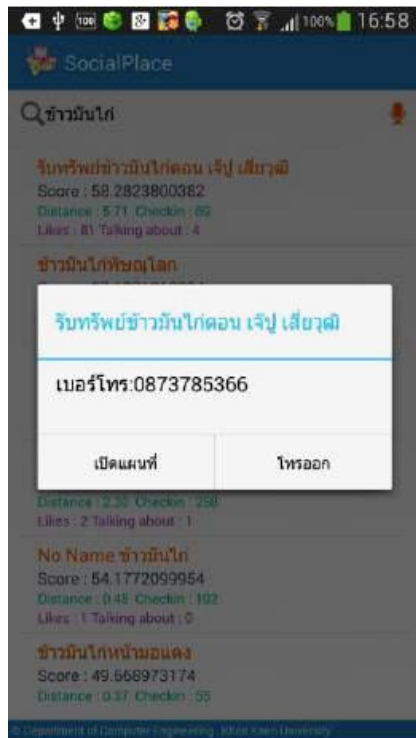 100% 16:58
SocialPlace
ข้าวมันไก่
รับทรัพย์ข้าวมันไก่ตอน เจ๊ปู เสี่ยวุฒิ
Score : 58.2823800382
Distance : 5.71 Checkin : 69
Likes : 81 Talking about : 4
ข้าวมันไก่พิษณุโลก
รับทรัพย์ข้าวมันไก่ตอน เจ๊ปู เสี่ยวุฒิ
เบอร์โทร:0873785366
เปิดแผนที่ โทรออก
Distance : 2.30 Checkin : 258
Likes : 2 Talking about : 1
No Name ข้าวมันไก่
Score : 54.1772099954
Distance : 0.48 Checkin : 102
Likes : 1 Talking about : 0
ข้าวมันไก่หน้ามอแดง
Score : 49.668973174
Distance : 0.37 Checkin : 55
© Department of Computer Engineering, Khon Kaen University